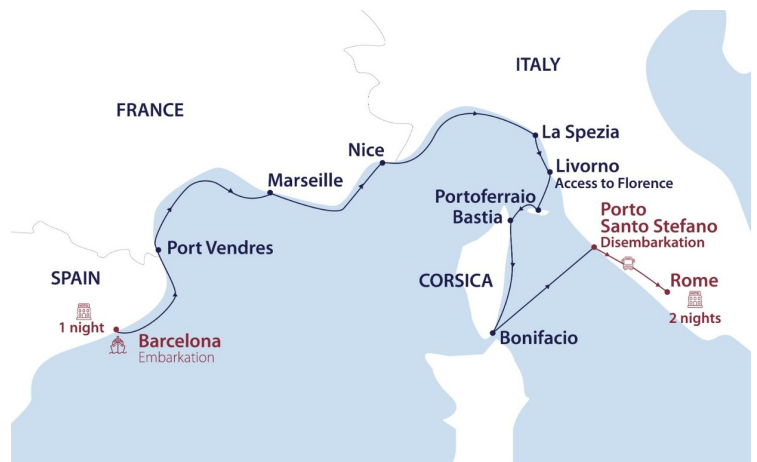 ITALY
FRANCE
La Spezia
Nice
Livorno
Access to Florence
Marseille
Portoferraio
Bastia
Porto
Santo Stefano
Disembarkation
Port Vendres
SPAIN
CORSICA
Rome
2 nights
1 night
Barcelona
Embarkation
Bonifacio